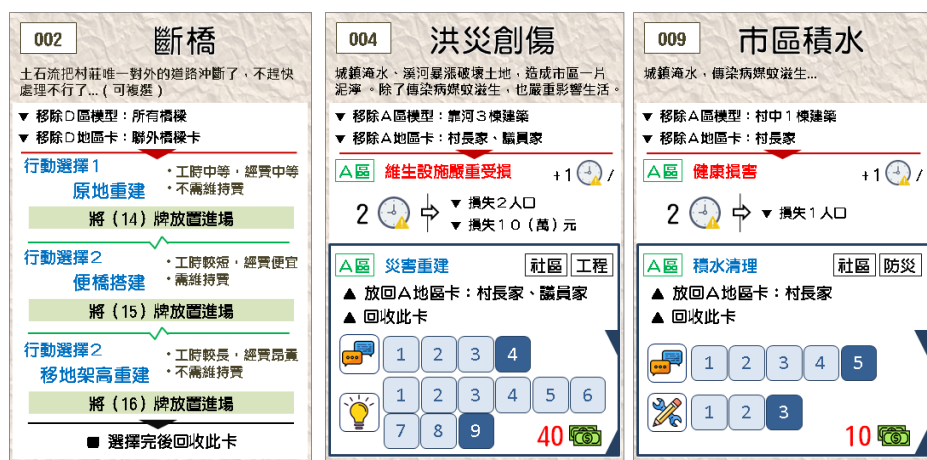 002
斷橋
土石流把村莊唯一對外的道路沖斷了，不趕快
處理不行了…（可複選）
▼ 移除D區模型：所有橋樑
▼ 移除D地區卡：聯外橋樑卡
行動選擇1
原地重建
・工時中等，經費中等
・不需維持費
將（14）牌放置進場
行動選擇2
便橋搭建
・工時較短，經費便宜
・需維持費
將（15）牌放置進場
行動選擇2
移地架高重建
・工時較長，經費昂貴
・不需維持費
將（16）牌放置進場
■ 選擇完後回收此卡
004
洪災創傷
城鎮淹水、溪河暴漲破壞土地，造成市區一片
泥濘。除了傳染病媒蚊滋生，也嚴重影響生活。
▼ 移除A區模型：靠河3棟建築
▼ 移除A地區卡：村長家、議員家
A區 維生設施嚴重受損 +1 /
2
▼ 損失2人口
▼ 損失10（萬）元
A區 災害重建 社區 工程
▲ 放回A地區卡：村長家、議員家
▲ 回收此卡
1 2 3 4
1 2 3 4 5 6
7 8 9
40
009
市區積水
城鎮淹水，傳染病媒蚊滋生…
▼ 移除A區模型：村中1棟建築
▼ 移除A地區卡：村長家
A區 健康損害 +1 /
2 ▼ 損失1人口
A區 積水清理 社區 防災
▲ 放回A地區卡：村長家
▲ 回收此卡
1 2 3 4 5
1 2 3
10